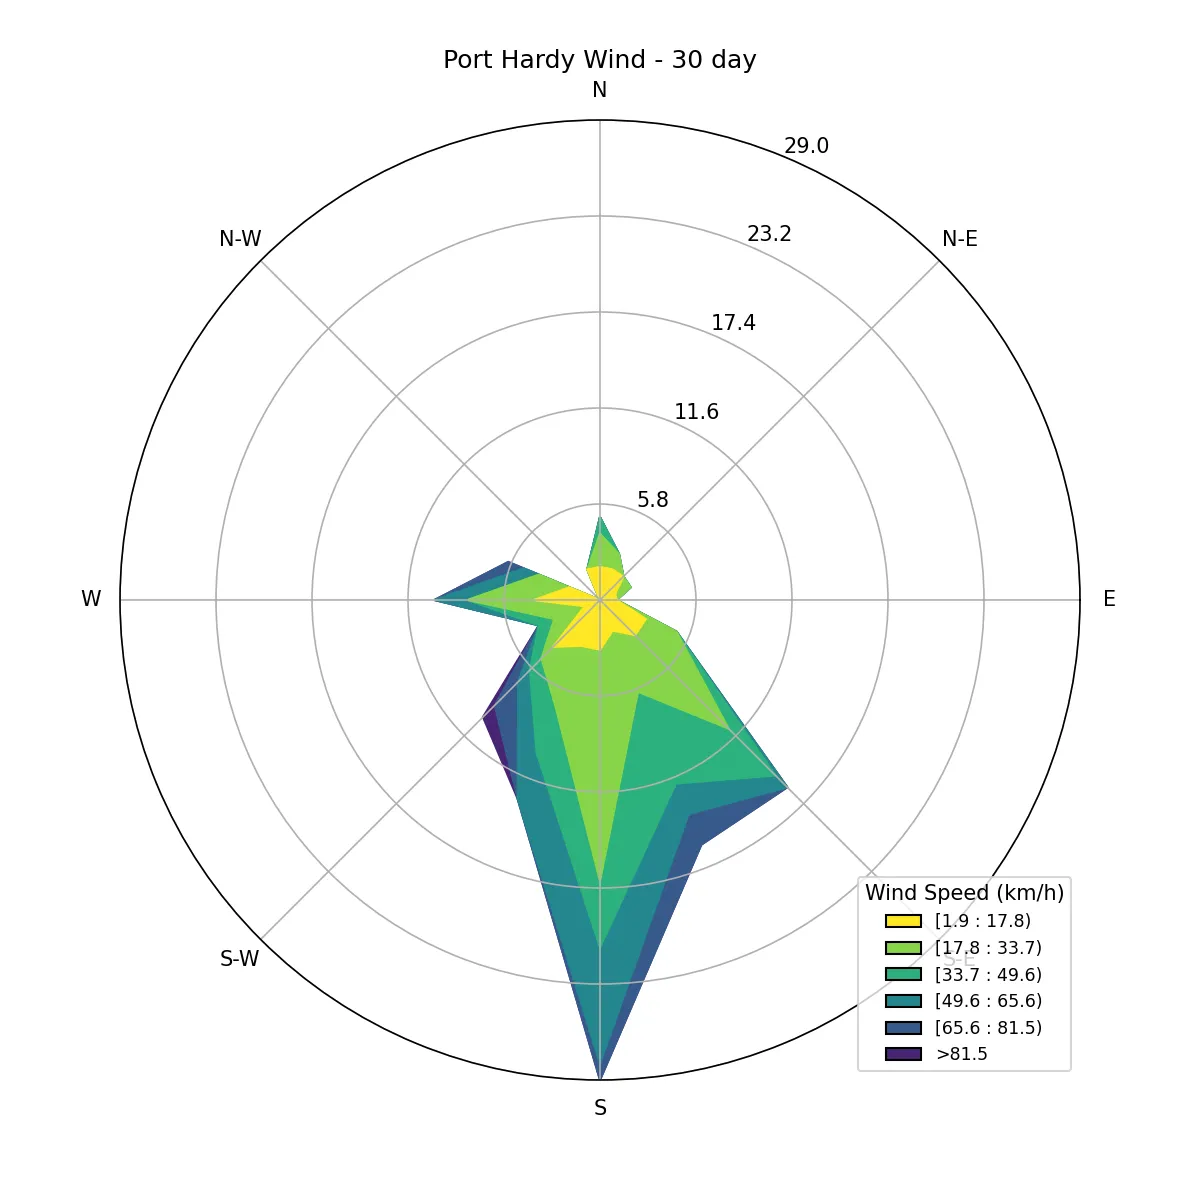 Port Hardy Wind - 30 day
N
29.0
N-W
23.2
N-E
17.4
11.6
5.8
W
E
S-W
S-E
S
Wind Speed (km/h)
[1.9 : 17.8)
[17.8 : 33.7)
[33.7 : 49.6)
[49.6 : 65.6)
[65.6 : 81.5)
>81.5